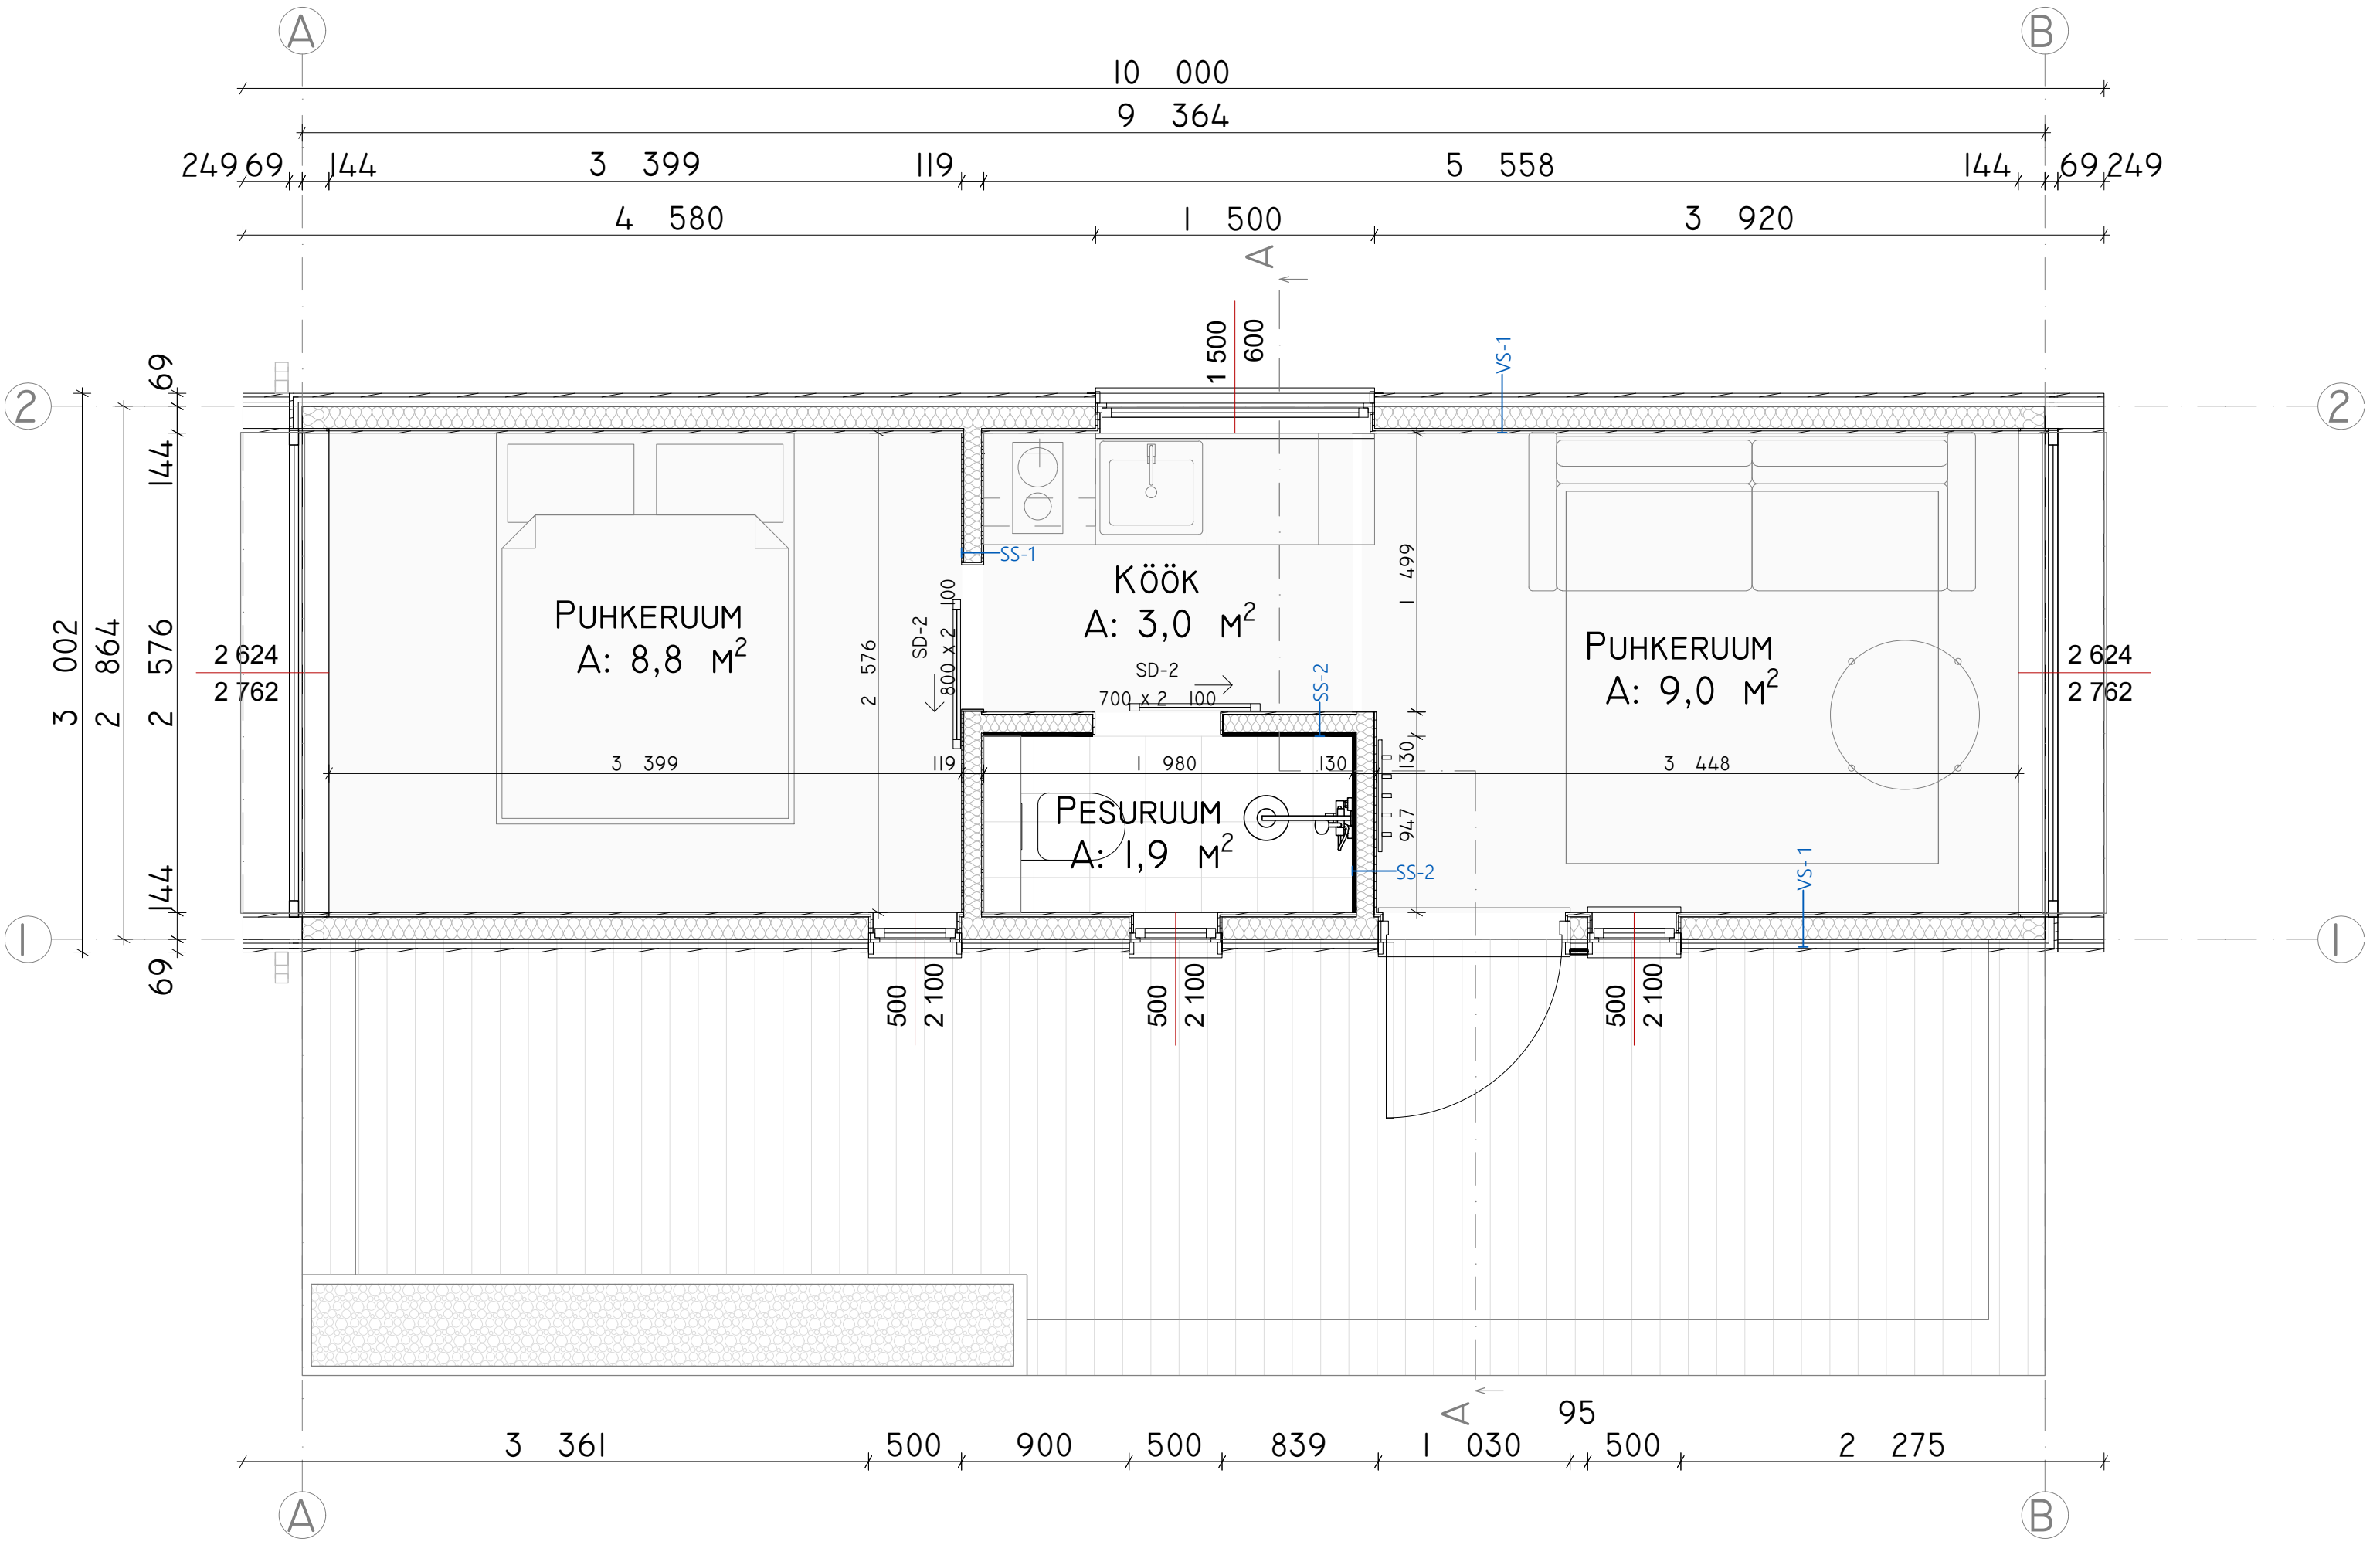 A
B
10 000
9 364
249 69 144 3 399 119 5 558 144 69 249
4 580 1 500 3 920
A
1 500
600
VS-1
2
2
69
144
2 576
144
69
2 864
3 002
SS-1
KÖÖK
A: 3,0 M²
PUHKERUUM
A: 8,8 M²
PUHKERUUM
A: 9,0 M²
2 624
2 762
2 624
2 762
2 576
SD-2
800 x 2 100
SD-2
700 x 2 100
SS-2
1 499
130
947
3 399 119 1 980 130 3 448
PESURUUM
A: 1,9 M²
SS-2
VS-1
1
1
500
2 100
500
2 100
500
2 100
A
95
3 361 500 900 500 839 1 030 500 2 275
A
B